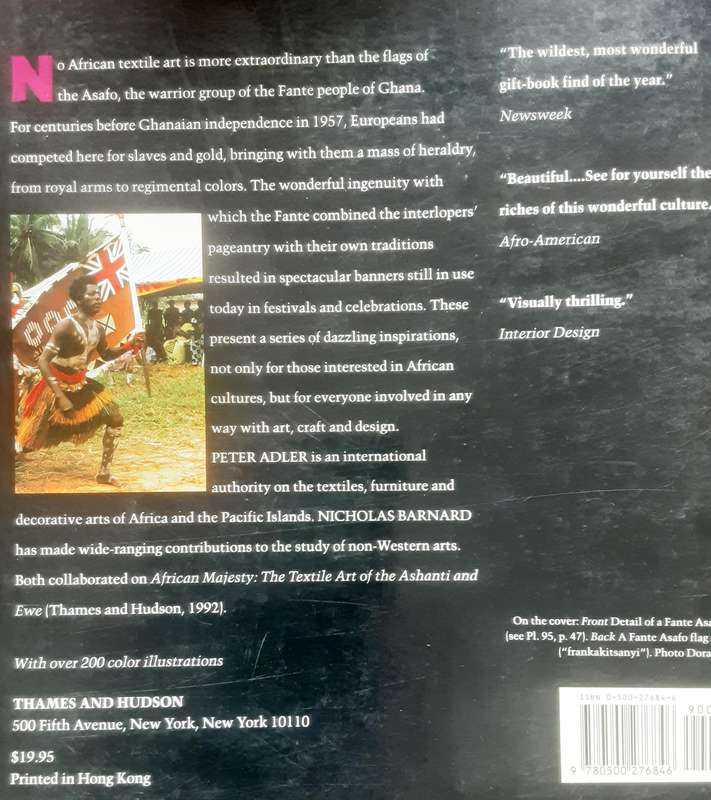 No African textile art is more extraordinary than the flags of
the Asafo, the warrior group of the Fante people of Ghana.
For centuries before Ghanaian independence in 1957, Europeans had
competed here for slaves and gold, bringing with them a mass of heraldry,
from royal arms to regimental colors. The wonderful ingenuity with
which the Fante combined the interlopers'
pageantry with their own traditions
resulted in spectacular banners still in use
today in festivals and celebrations. These
present a series of dazzling inspirations,
not only for those interested in African
cultures, but for everyone involved in any
way with art, craft and design.
PETER ADLER is an international
authority on the textiles, furniture and
decorative arts of Africa and the Pacific Islands. NICHOLAS BARNARD
has made wide-ranging contributions to the study of non-Western arts.
Both collaborated on African Majesty: The Textile Art of the Ashanti and
Ewe (Thames and Hudson, 1992).
With over 200 color illustrations
THAMES AND HUDSON
500 Fifth Avenue, New York, New York 10110
$19.95
Printed in Hong Kong
"The wildest, most wonderful
gift-book find of the year."
Newsweek
"Beautiful....See for yourself the
riches of this wonderful culture.
Afro-American
"Visually thrilling."
Interior Design
On the cover: Front Detail of a Fante Asa
(see Pl. 95, p. 47). Back A Fante Asafo flag
("frankakitsanyi"). Photo Dora
ISBN 0-500-27684-6
900
9 780500 276846